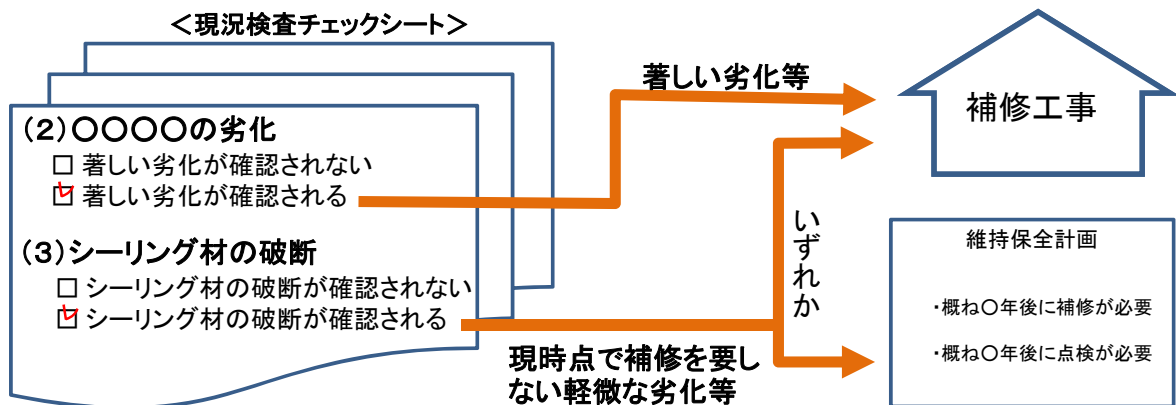 ＜現況検査チェックシート＞
(2)〇〇〇〇の劣化
□ 著しい劣化が確認されない
☑ 著しい劣化が確認される
(3)シーリング材の破断
□ シーリング材の破断が確認されない
☑ シーリング材の破断が確認される
著しい劣化等
いずれか
現時点で補修を要し
ない軽微な劣化等
補修工事
維持保全計画
・概ね〇年後に補修が必要
・概ね〇年後に点検が必要